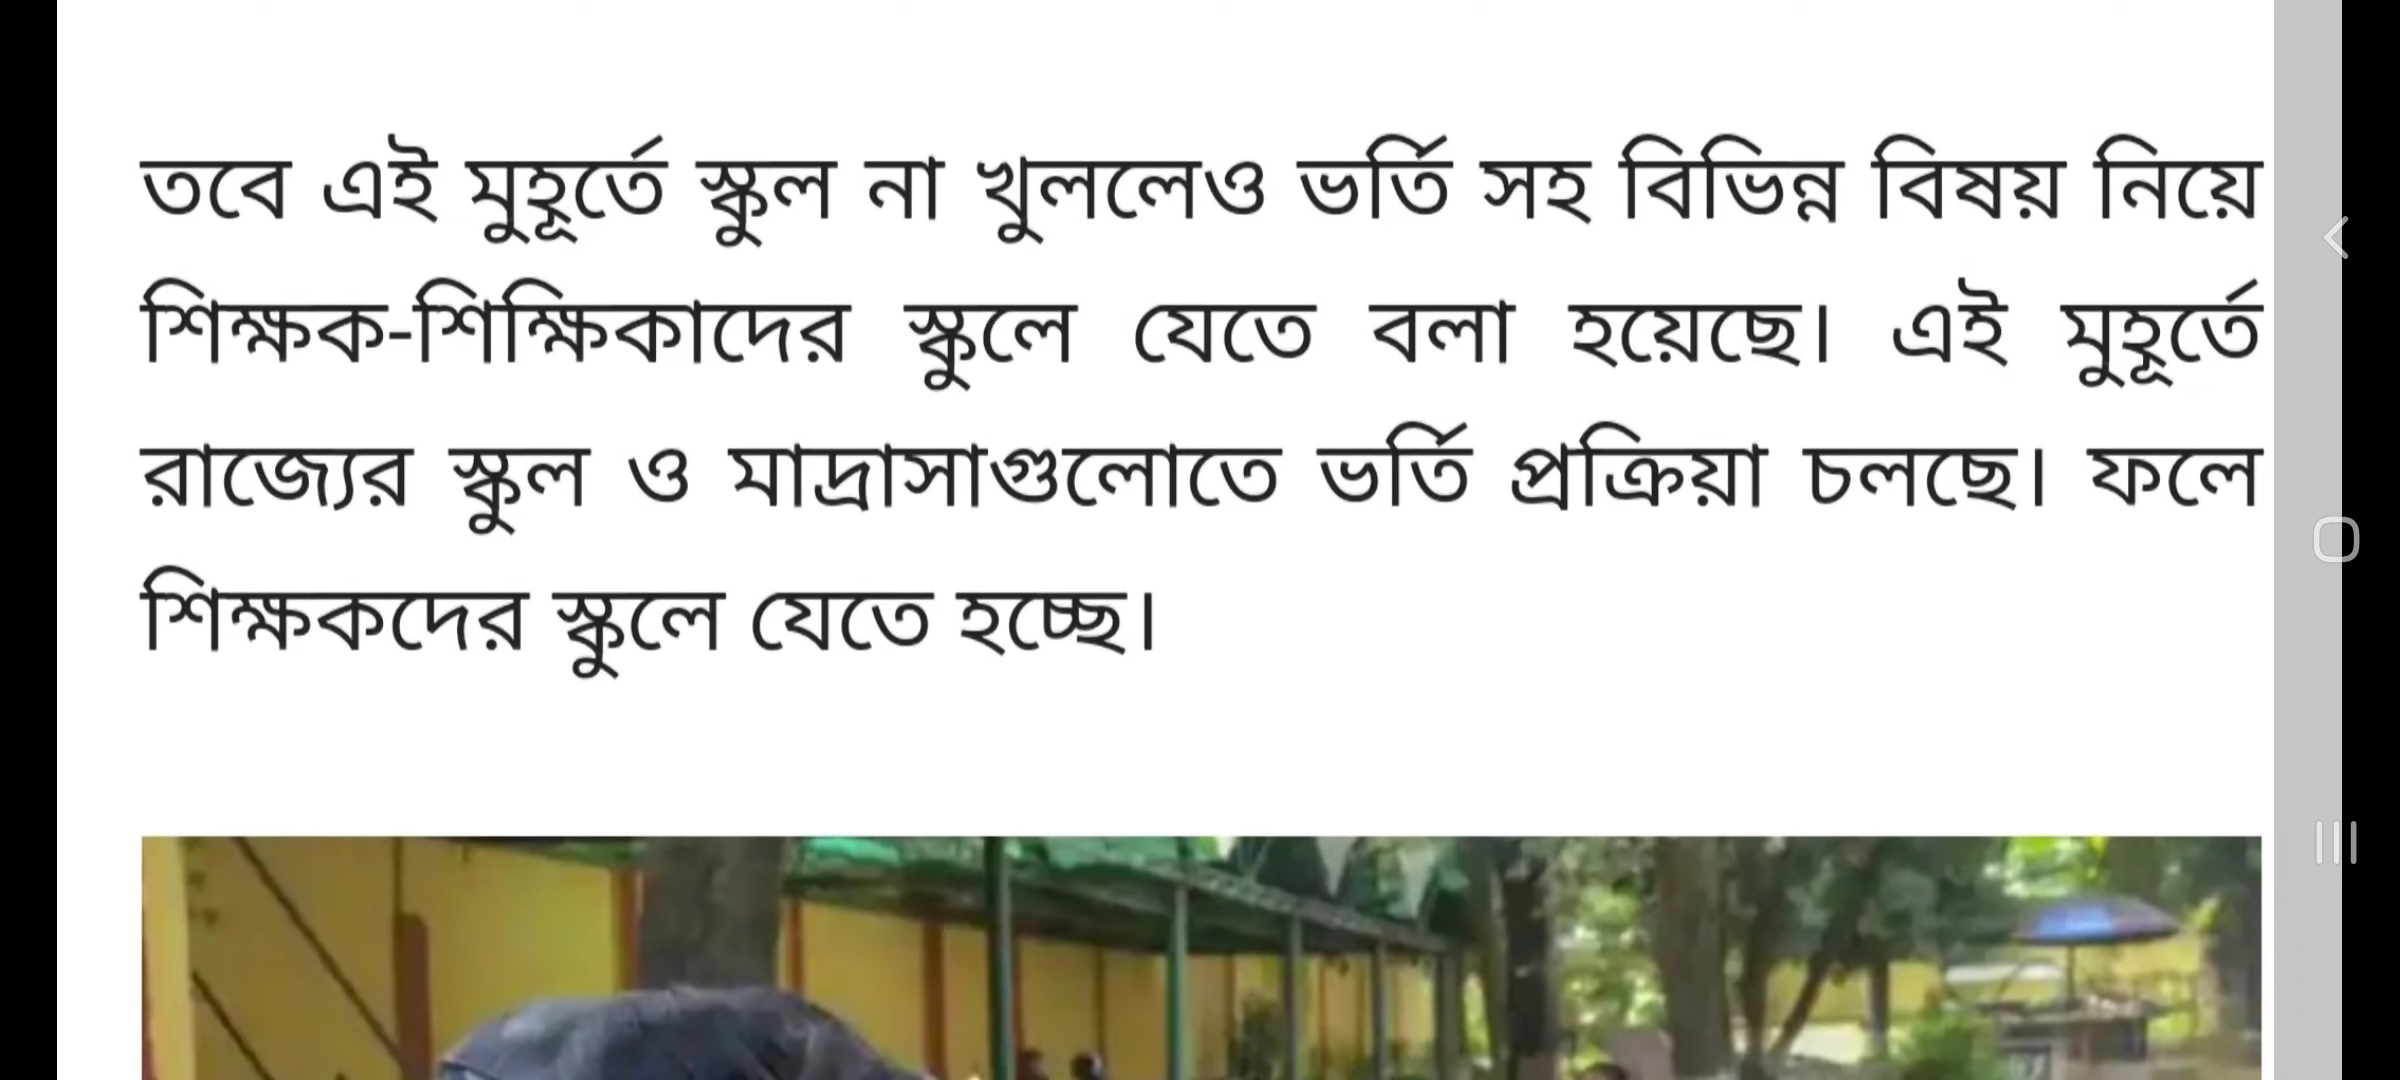 তবে এই মুহূর্তে স্কুল না খুললেও ভর্তি সহ বিভিন্ন বিষয় নিয়ে
শিক্ষক-শিক্ষিকাদের স্কুলে যেতে বলা হয়েছে। এই মুহূর্তে
রাজ্যের স্কুল ও মাদ্রাসাগুলোতে ভর্তি প্রক্রিয়া চলছে। ফলে
শিক্ষকদের স্কুলে যেতে হচ্ছে।